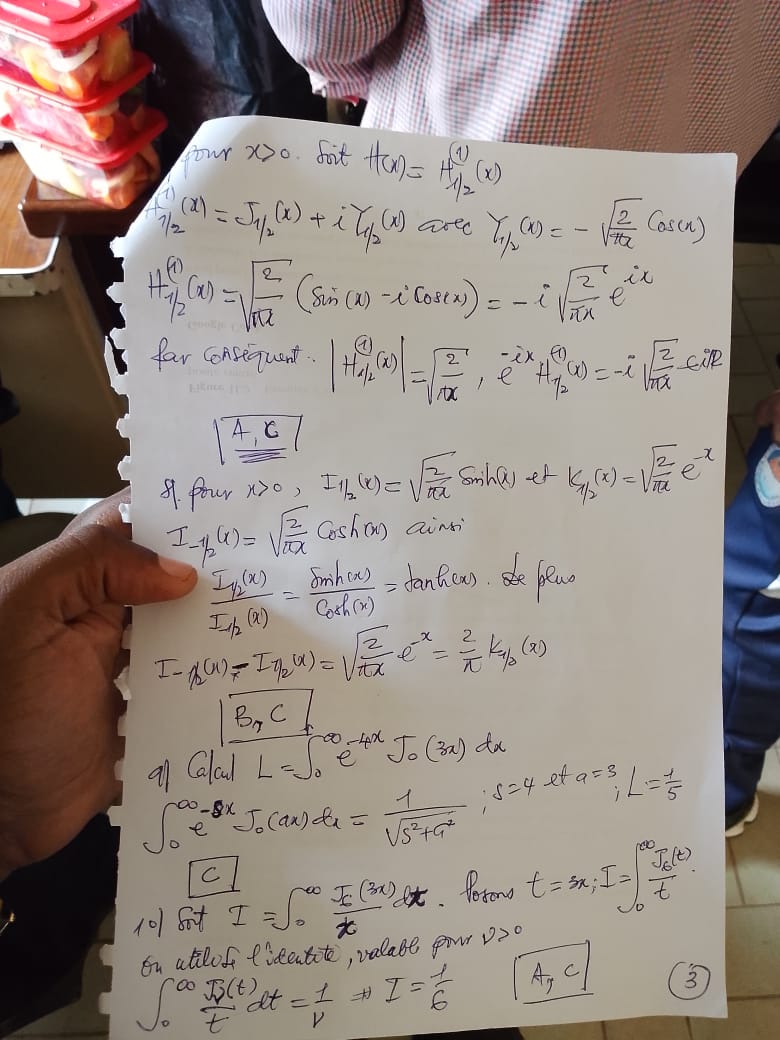 pour x>0. Soit H(x) = H_{1/2}^{(1)}(x)
H_{1/2}^{(1)}(x) = J_{1/2}(x) + i Y_{1/2}(x) avec Y_{1/2}(x) = - √(2/πx) Cos(x)
H_{1/2}^{(1)}(x) = √(2/πx) (Sin(x) - i Cos(x)) = - i √(2/πx) e^{ix}
par conséquent. |H_{1/2}^{(1)}(x)| = √(2/πx), e^{-ix} H_{1/2}^{(1)}(x) = -i √(2/πx) ∈ iR
A, C
8) pour x>0, I_{1/2}(x) = √(2/πx) Sinh(x) et K_{1/2}(x) = √(2/πx) e^{-x}
I_{-1/2}(x) = √(2/πx) Cosh(x) ainsi
I_{1/2}(x) / I_{-1/2}(x) = Sinh(x) / Cosh(x) = tanh(x). De plus
I_{-1/2}(x) - I_{1/2}(x) = √(2/πx) e^{-x} = 2/π K_{1/2}(x)
B, C
9) Calcul L = ∫_0^∞ e^{-4x} J_0(3x) dx
∫_0^∞ e^{-sx} J_0(ax) dx = 1/√(s²+a²) ; s=4 et a=3 ; L = 1/5
C
10) Soit I = ∫_0^∞ J_6(3x)/x dx. Posons t = 3x; I = ∫_0^∞ J_6(t)/t.
On utilise l'identité, valable pour ν>0
∫_0^∞ J_ν(t)/t dt = 1/ν ⇒ I = 1/6
A, C
3